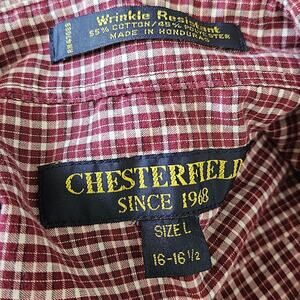 Wrinkle Resistant
55% COTTON/45% POLYESTER
MADE IN HONDURAS
CHESTERFIELD
SINCE 1968
SIZE L
16-16 1/2